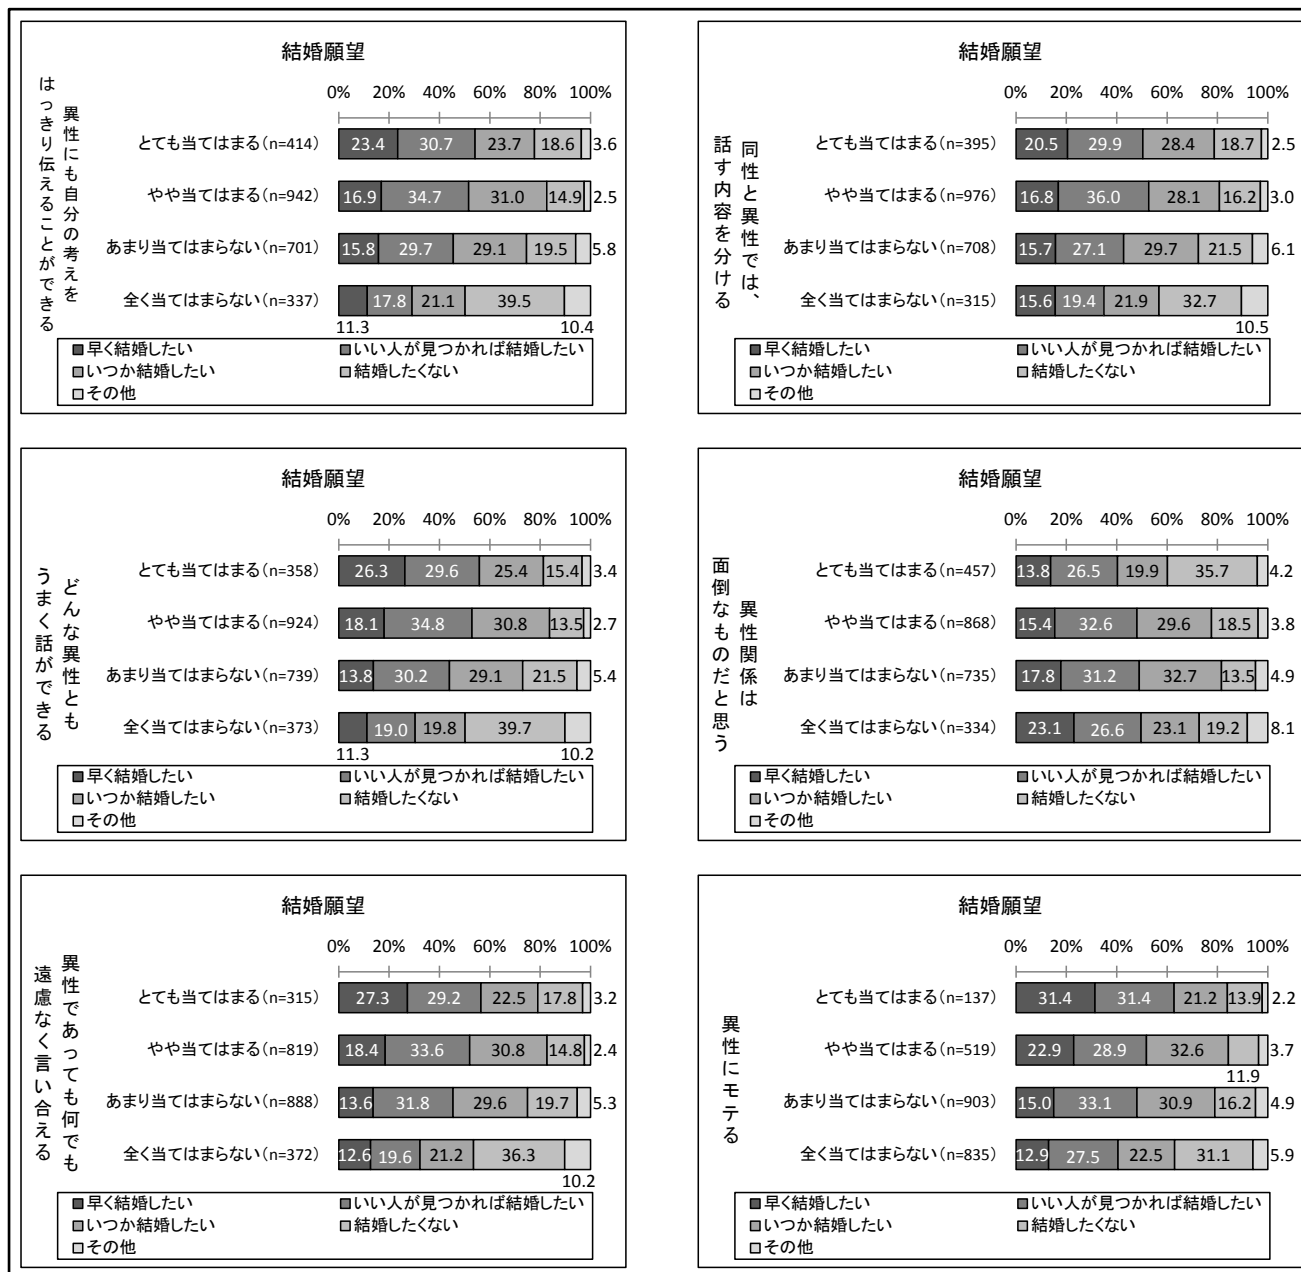 結婚願望
0% 20% 40% 60% 80% 100%
異性にも自分の考えを
はっきり伝えることができる
とても当てはまる(n=414) 23.4 30.7 23.7 18.6 3.6
やや当てはまる(n=942) 16.9 34.7 31.0 14.9 2.5
あまり当てはまらない(n=701) 15.8 29.7 29.1 19.5 5.8
全く当てはまらない(n=337) 17.8 21.1 39.5
11.3 10.4
早く結婚したい いい人が見つかれば結婚したい
いつか結婚したい 結婚したくない
その他
結婚願望
0% 20% 40% 60% 80% 100%
同性と異性では、
話す内容を分ける
とても当てはまる(n=395) 20.5 29.9 28.4 18.7 2.5
やや当てはまる(n=976) 16.8 36.0 28.1 16.2 3.0
あまり当てはまらない(n=708) 15.7 27.1 29.7 21.5 6.1
全く当てはまらない(n=315) 15.6 19.4 21.9 32.7
10.5
早く結婚したい いい人が見つかれば結婚したい
いつか結婚したい 結婚したくない
その他
結婚願望
0% 20% 40% 60% 80% 100%
どんな異性とも
うまく話ができる
とても当てはまる(n=358) 26.3 29.6 25.4 15.4 3.4
やや当てはまる(n=924) 18.1 34.8 30.8 13.5 2.7
あまり当てはまらない(n=739) 13.8 30.2 29.1 21.5 5.4
全く当てはまらない(n=373) 19.0 19.8 39.7
11.3 10.2
早く結婚したい いい人が見つかれば結婚したい
いつか結婚したい 結婚したくない
その他
結婚願望
0% 20% 40% 60% 80% 100%
異性関係は
面倒なものだと思う
とても当てはまる(n=457) 13.8 26.5 19.9 35.7 4.2
やや当てはまる(n=868) 15.4 32.6 29.6 18.5 3.8
あまり当てはまらない(n=735) 17.8 31.2 32.7 13.5 4.9
全く当てはまらない(n=334) 23.1 26.6 23.1 19.2 8.1
早く結婚したい いい人が見つかれば結婚したい
いつか結婚したい 結婚したくない
その他
結婚願望
0% 20% 40% 60% 80% 100%
異性であっても何でも
遠慮なく言い合える
とても当てはまる(n=315) 27.3 29.2 22.5 17.8 3.2
やや当てはまる(n=819) 18.4 33.6 30.8 14.8 2.4
あまり当てはまらない(n=888) 13.6 31.8 29.6 19.7 5.3
全く当てはまらない(n=372) 12.6 19.6 21.2 36.3
10.2
早く結婚したい いい人が見つかれば結婚したい
いつか結婚したい 結婚したくない
その他
結婚願望
0% 20% 40% 60% 80% 100%
異性にモテる
とても当てはまる(n=137) 31.4 31.4 21.2 13.9 2.2
やや当てはまる(n=519) 22.9 28.9 32.6 3.7
11.9
あまり当てはまらない(n=903) 15.0 33.1 30.9 16.2 4.9
全く当てはまらない(n=835) 12.9 27.5 22.5 31.1 5.9
早く結婚したい いい人が見つかれば結婚したい
いつか結婚したい 結婚したくない
その他